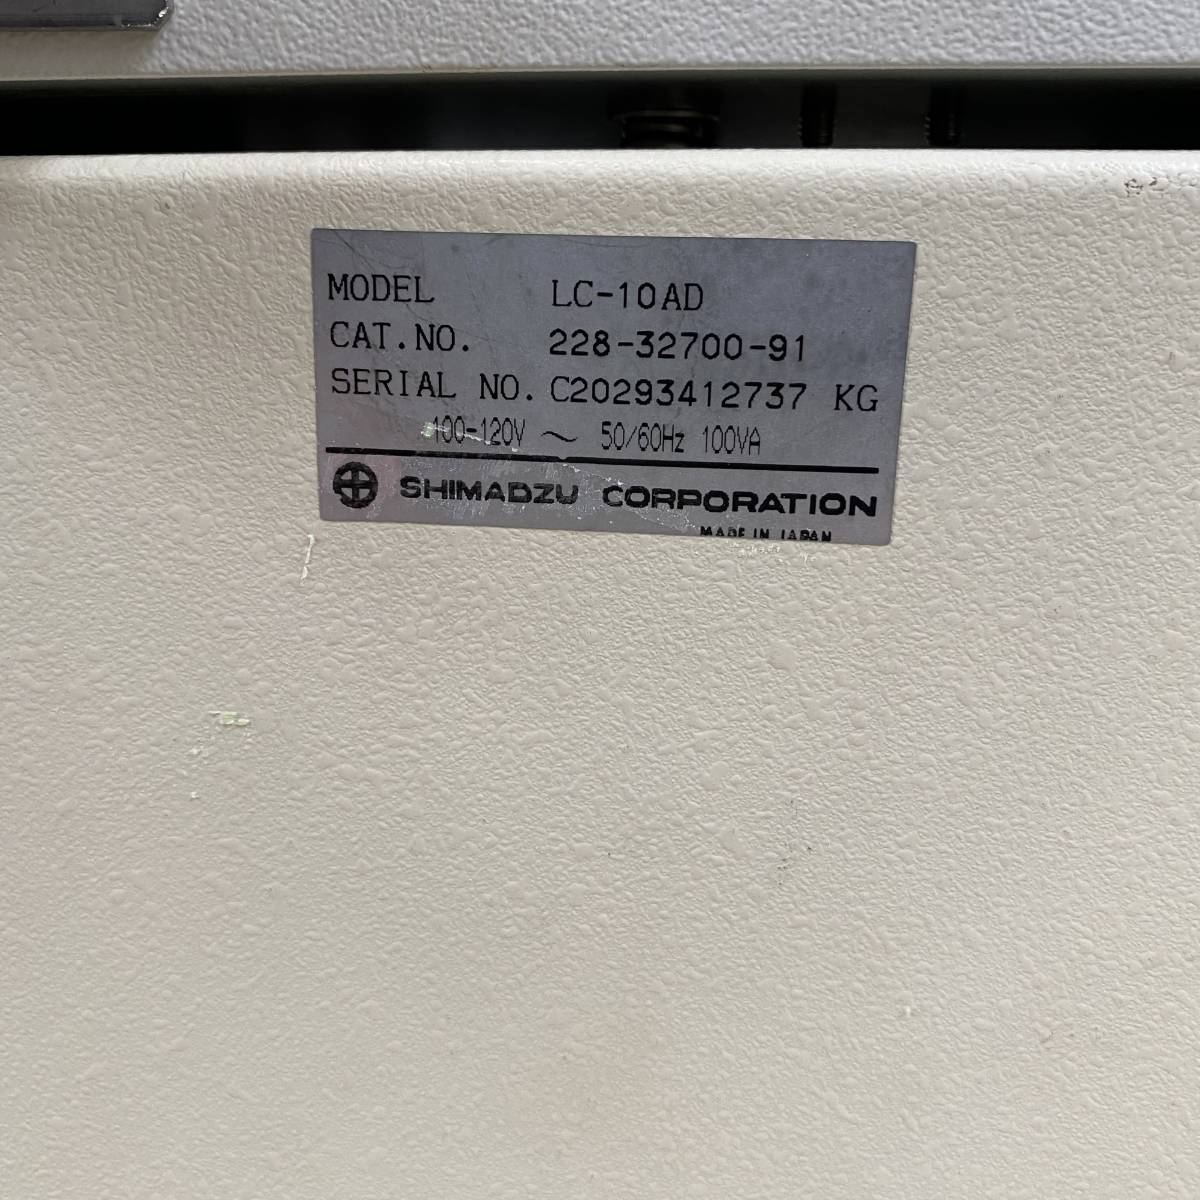 MODEL LC-10AD
CAT.NO. 228-32700-91
SERIAL NO. C20293412737 KG
100-120V ~ 50/60Hz 100VA
SHIMADZU CORPORATION
MADE IN JAPAN